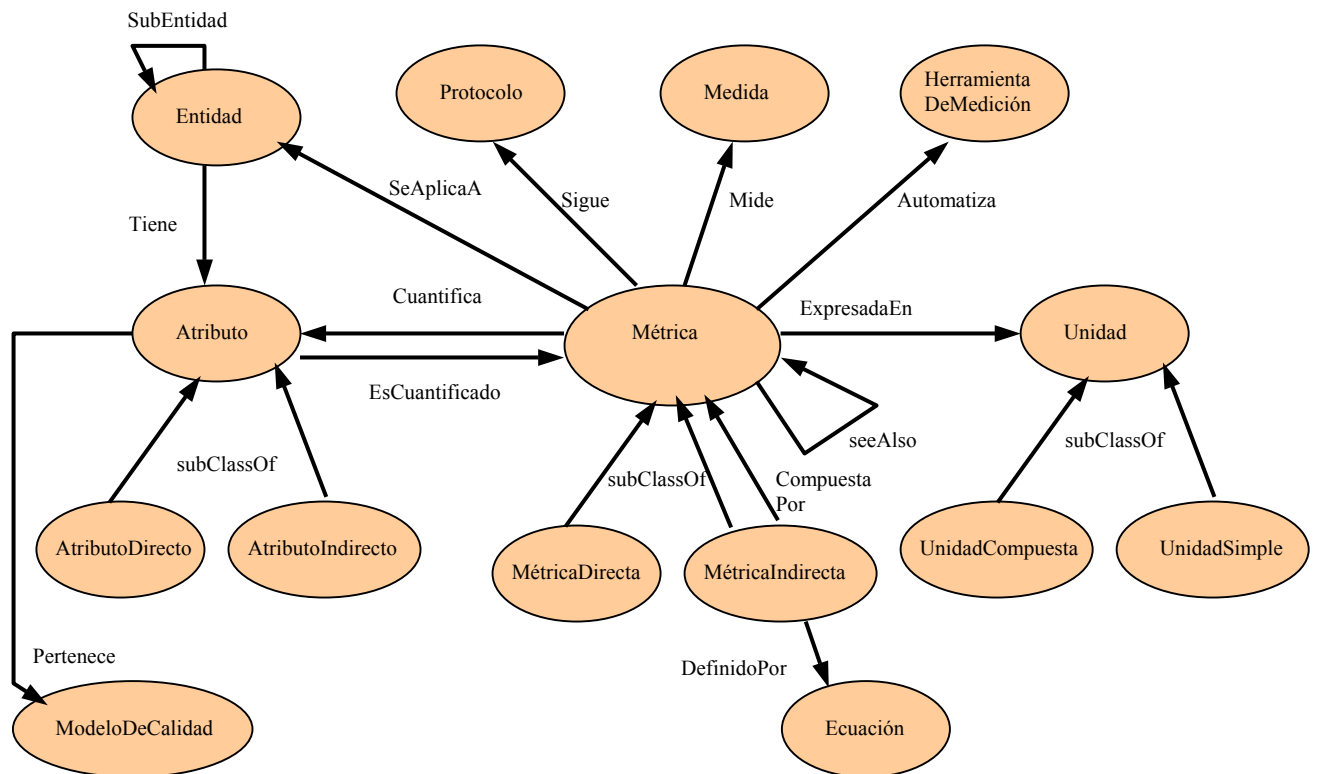 SubEntidad
Entidad
Protocolo
Medida
Herramienta
DeMedición
SeAplicaA
Sigue
Mide
Automatiza
Tiene
Cuantifica
ExpresadaEn
Atributo
Métrica
Unidad
EsCuantificado
seeAlso
subClassOf
subClassOf
Compuesta
Por
subClassOf
AtributoDirecto
AtributoIndirecto
MétricaDirecta
MétricaIndirecta
UnidadCompuesta
UnidadSimple
Pertenece
DefinidoPor
ModeloDeCalidad
Ecuación